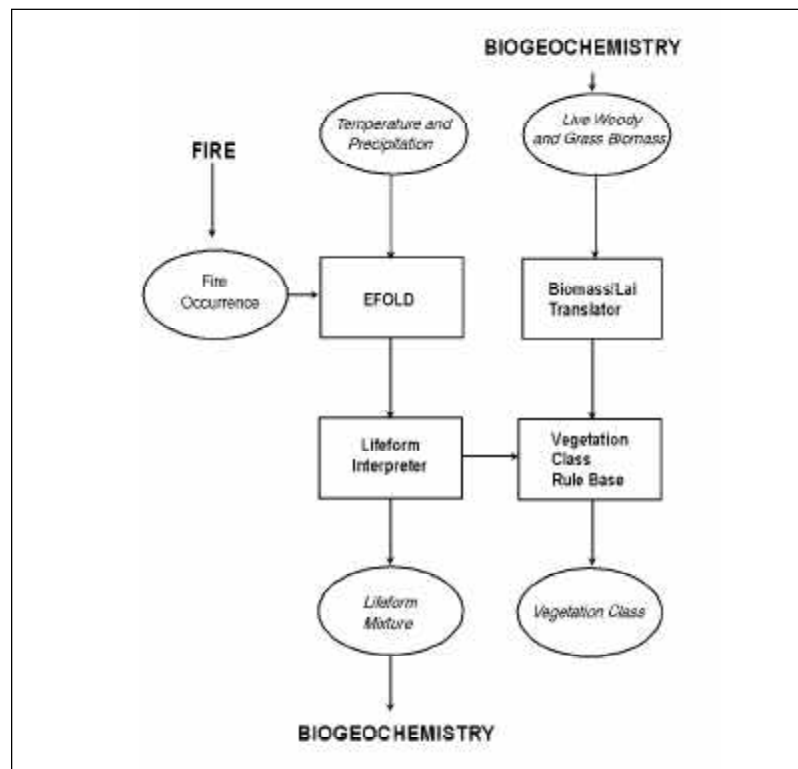 BIOGEOCHEMISTRY
Temperature and
Precipitation
Live Woody
and Grass Biomass
FIRE
Fire
Occurrence
EFOLD
Biomass/Lai
Translator
Lifeform
Interpreter
Vegetation
Class
Rule Base
Lifeform
Mixture
Vegetation Class
BIOGEOCHEMISTRY